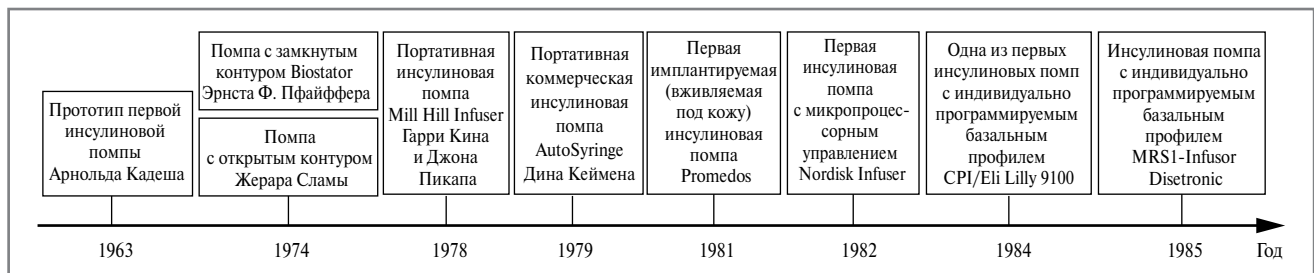 Прототип первой
инсулиновой
помпы
Арнольда Кадеша
Помпа с замкнутым
контуром Biostator
Эрнста Ф. Пфайффера
Помпа
с открытым контуром
Жерара Сламы
Портативная
инсулиновая
помпа
Mill Hill Infuser
Гарри Кина
и Джона
Пикапа
Портативная
коммерческая
инсулиновая
помпа
AutoSyringe
Дина Кеймена
Первая
имплантируемая
(вживляемая
под кожу)
инсулиновая
помпа
Promedos
Первая
инсулиновая
помпа
с микропроцес-
сорным
управлением
Nordisk Infuser
Одна из первых
инсулиновых помп
с индивидуально
программируемым
базальным
профилем
CPI/Eli Lilly 9100
Инсулиновая помпа
с индивидуально
программируемым
базальным
профилем
MRS1-Infusor
Disetronic
1963
1974
1978
1979
1981
1982
1984
1985
Год